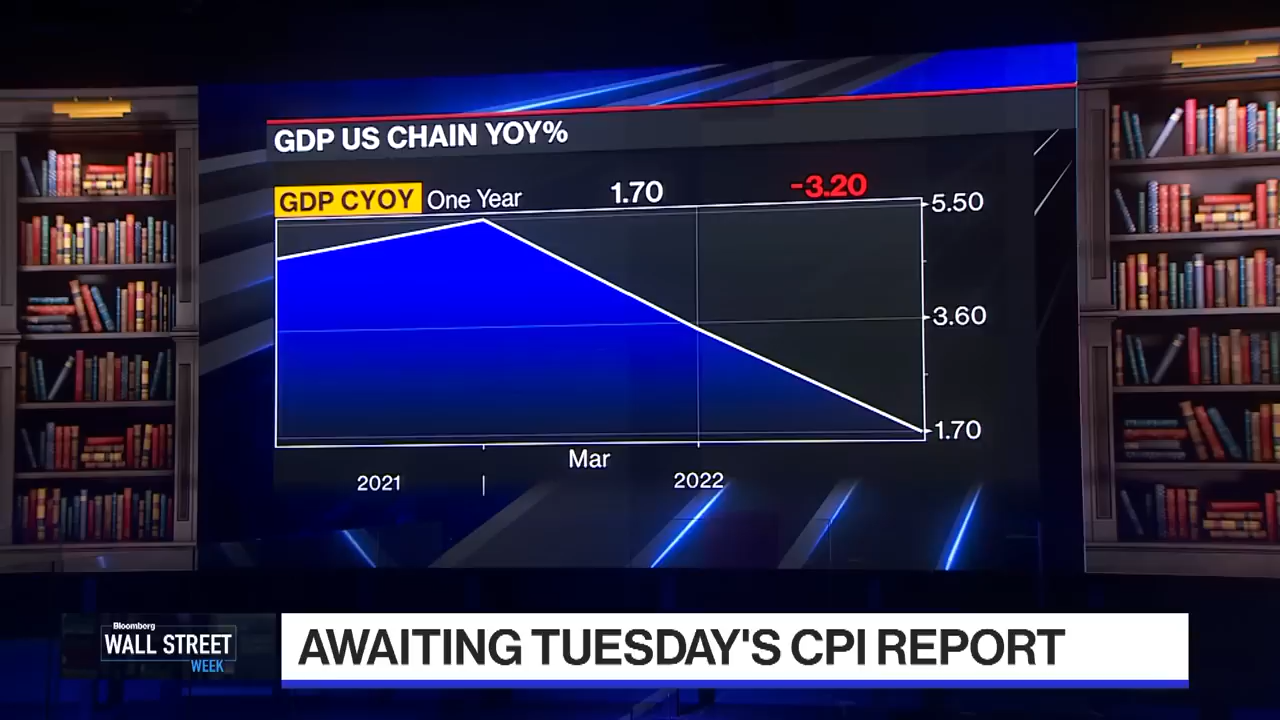 GDP US CHAIN YOY%
GDP CYOY One Year 1.70 -3.20
5.50
3.60
1.70
Mar
2021 | 2022
Bloomberg
WALL STREET
WEEK
AWAITING TUESDAY'S CPI REPORT